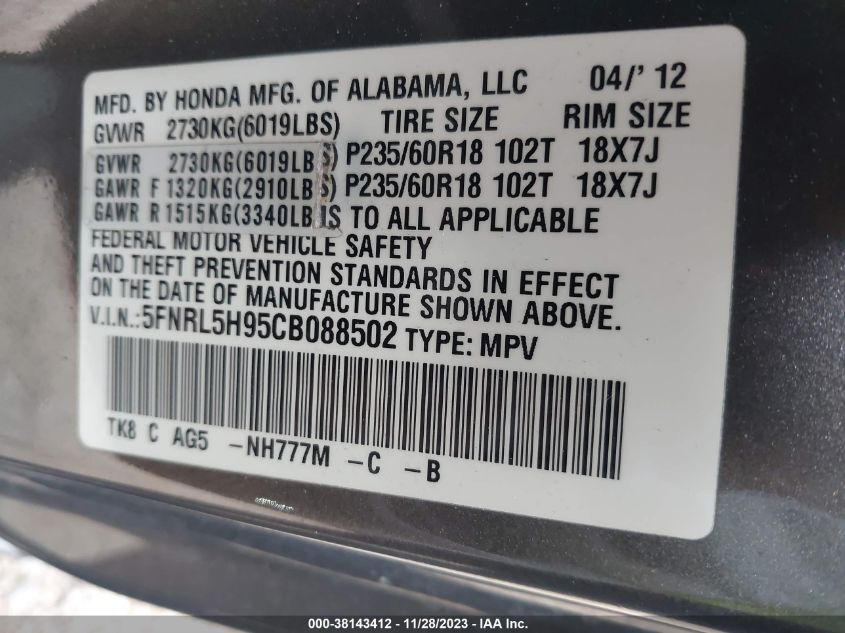 MFD. BY HONDA MFG. OF ALABAMA, LLC 04/' 12
GVWR 2730KG(6019LBS) TIRE SIZE RIM SIZE
GVWR 2730KG(6019LB S) P235/60R18 102T 18X7J
GAWR F 1320KG(2910LB S) P235/60R18 102T 18X7J
GAWR R 1515KG(3340LB IS TO ALL APPLICABLE
FEDERAL MOTOR VEHICLE SAFETY
AND THEFT PREVENTION STANDARDS IN EFFECT
ON THE DATE OF MANUFACTURE SHOWN ABOVE.
V.I.N.:5FNRL5H95CB088502 TYPE: MPV
TK8 C AG5 -NH777M -C -B
000-38143412 - 11/28/2023 - IAA Inc.